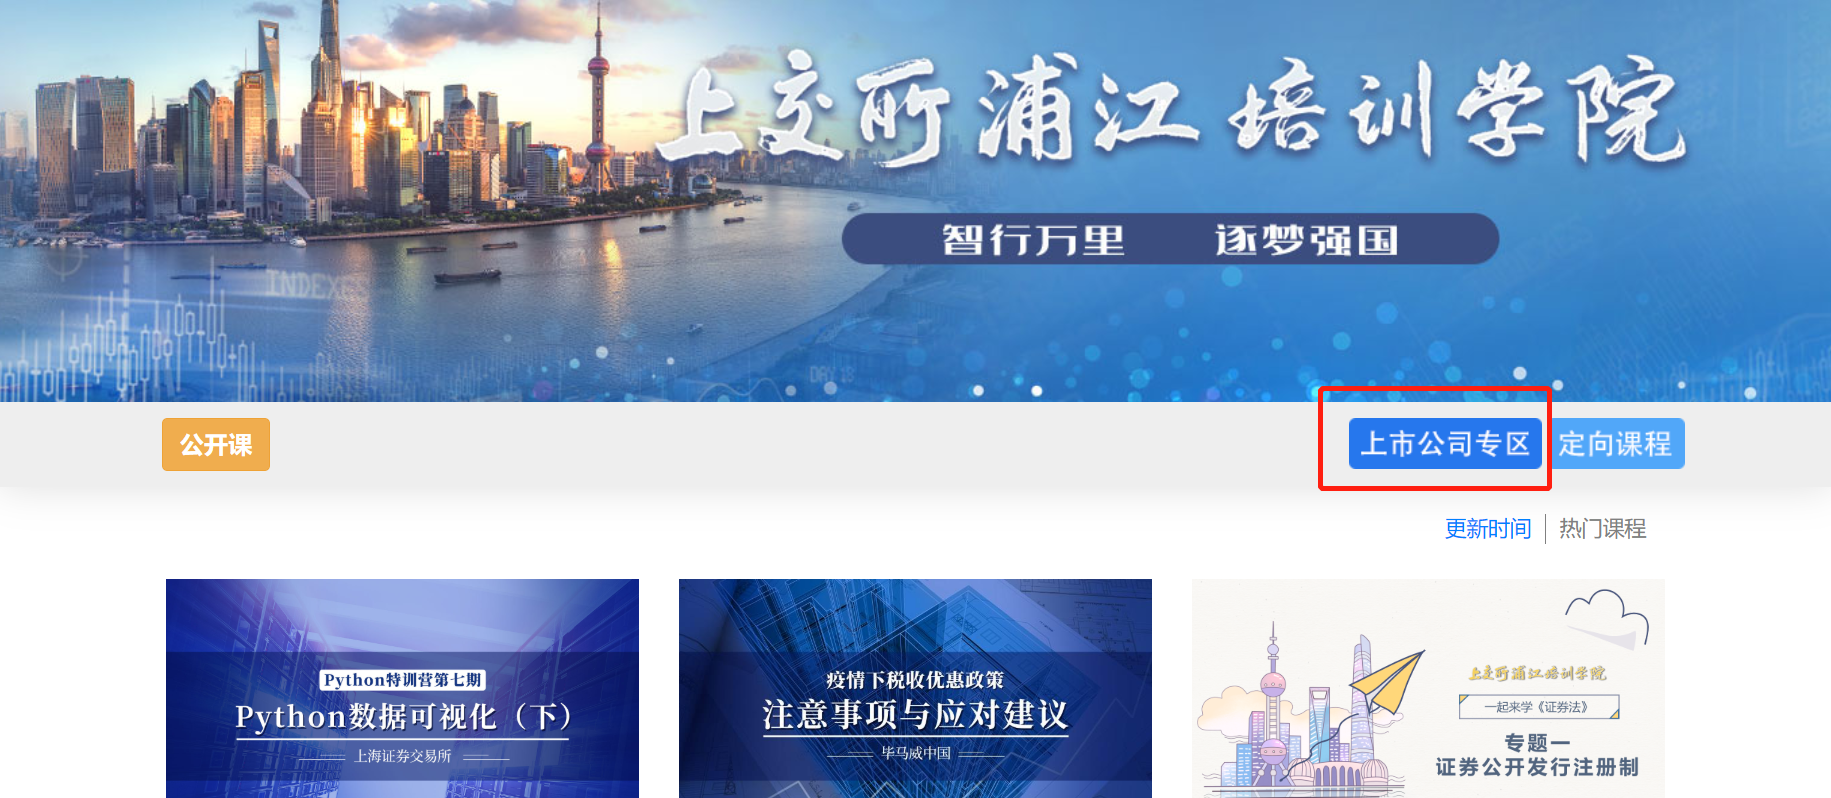 上交所浦江培训学院
智行万里 逐梦强国
INDEX
DAY 18
公开课
上市公司专区
定向课程
更新时间
热门课程
Python特训营第七期
Python数据可视化（下）
上海证券交易所
疫情下税收优惠政策
注意事项与应对建议
毕马威中国
上交所浦江培训学院
一起来学《证券法》
专题一
证券公开发行注册制